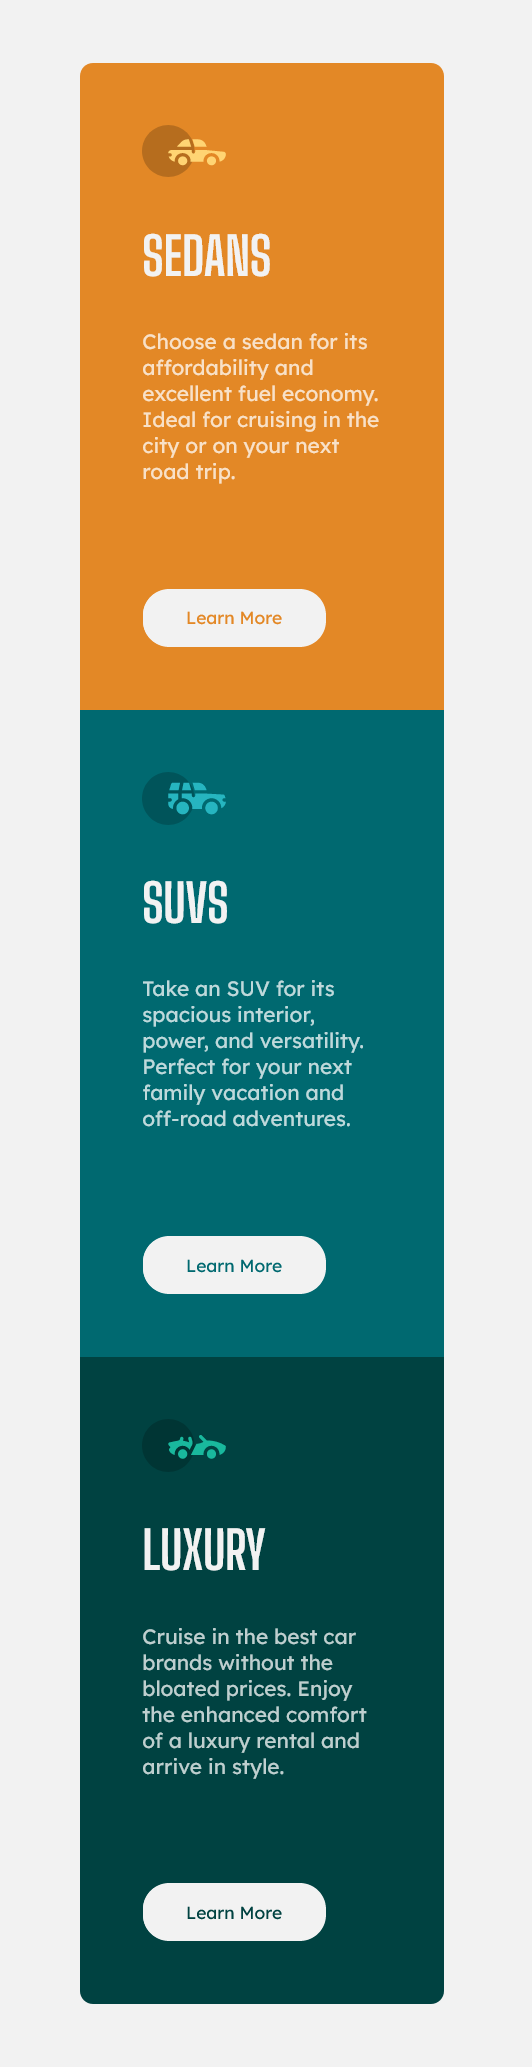 SEDANS
Choose a sedan for its
affordability and
excellent fuel economy.
Ideal for cruising in the
city or on your next
road trip.
Learn More
SUVS
Take an SUV for its
spacious interior,
power, and versatility.
Perfect for your next
family vacation and
off-road adventures.
Learn More
LUXURY
Cruise in the best car
brands without the
bloated prices. Enjoy
the enhanced comfort
of a luxury rental and
arrive in style.
Learn More